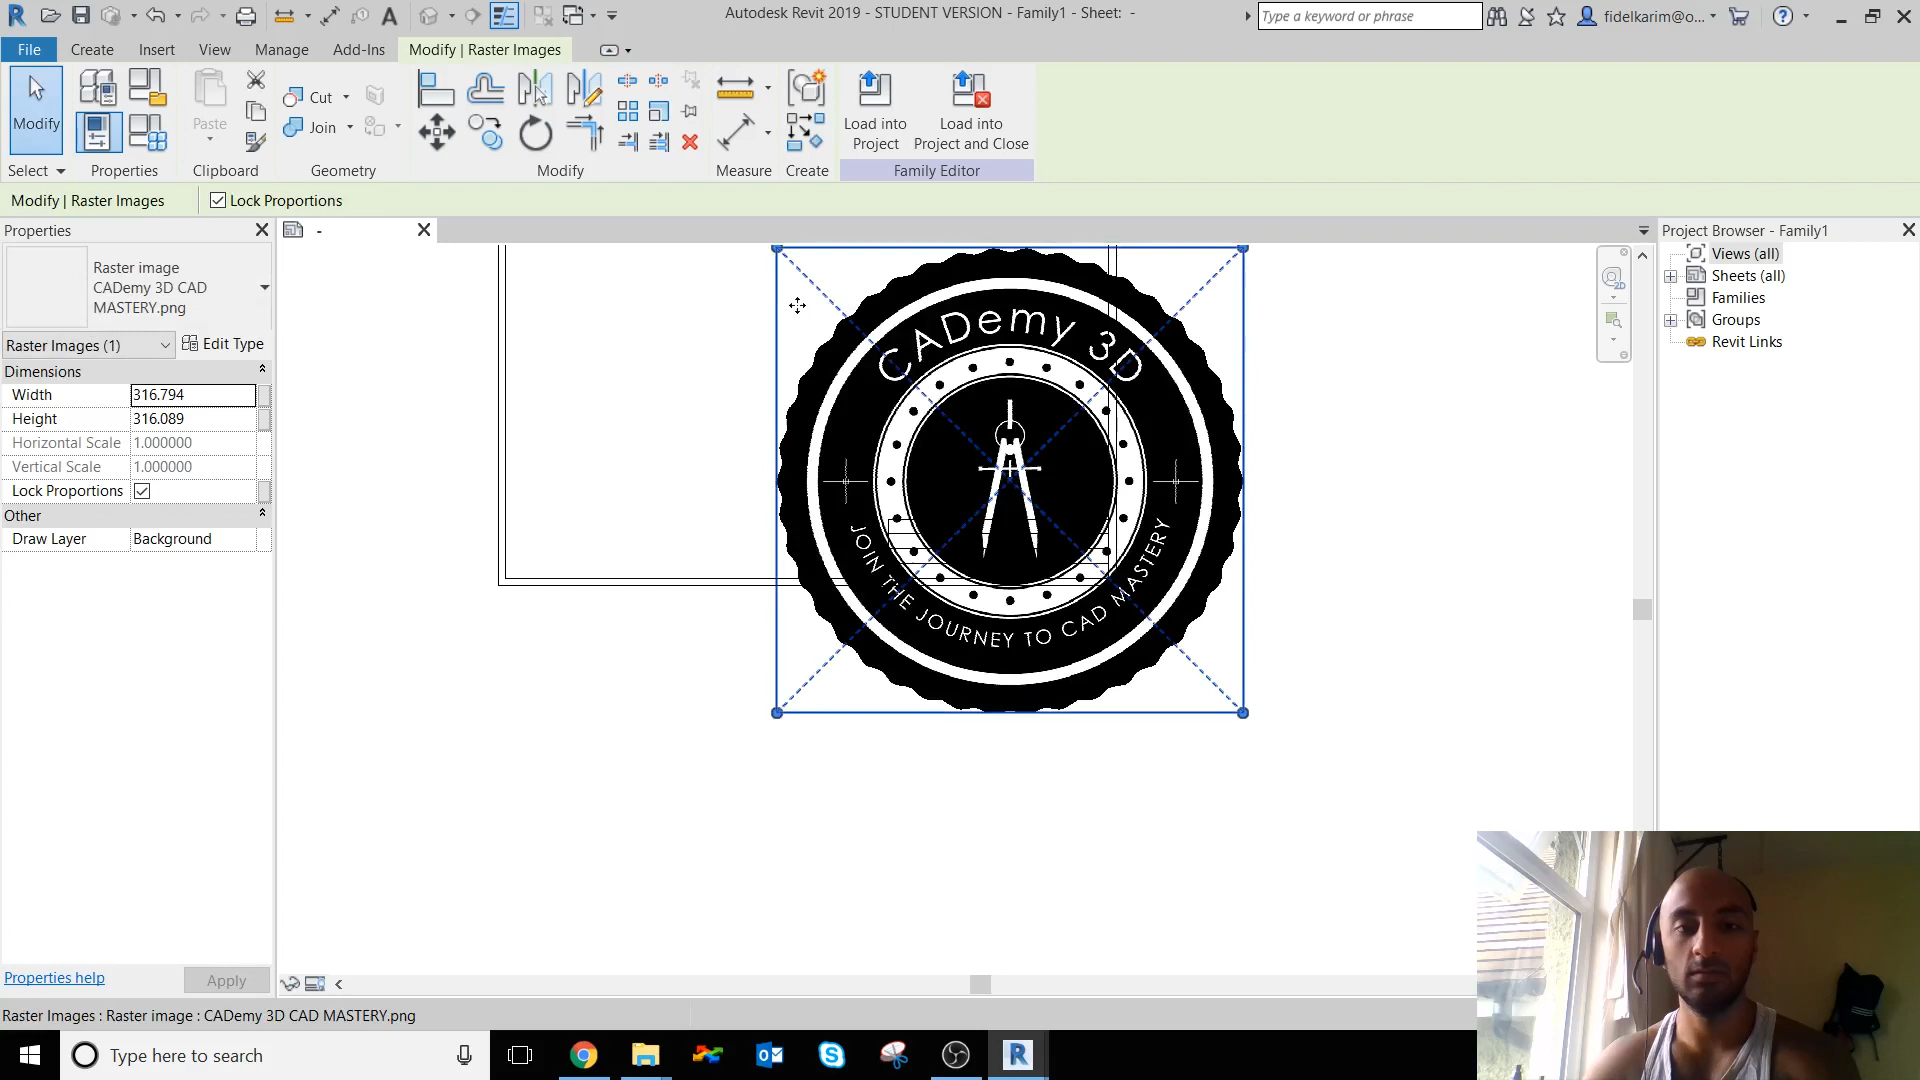 Autodesk Revit 2019 - STUDENT VERSION - Family1 - Sheet: -
Type a keyword or phrase
fidelkarim@o...
File Create Insert View Manage Add-Ins Modify | Raster Images
Modify
Paste
Cut
Join
Load into Project
Load into Project and Close
Select Properties Clipboard Geometry Modify Measure Create Family Editor
Modify | Raster Images
Lock Proportions
Properties
Raster image
CADemy 3D CAD
MASTERY.png
Raster Images (1)
Edit Type
Dimensions
Width 316.794
Height 316.089
Horizontal Scale 1.000000
Vertical Scale 1.000000
Lock Proportions
Other
Draw Layer Background
Properties help
Apply
-
CADemy 3D
JOIN THE JOURNEY TO CAD MASTERY
2D
Project Browser - Family1
Views (all)
Sheets (all)
Families
Groups
Revit Links
Raster Images : Raster image : CADemy 3D CAD MASTERY.png
Type here to search